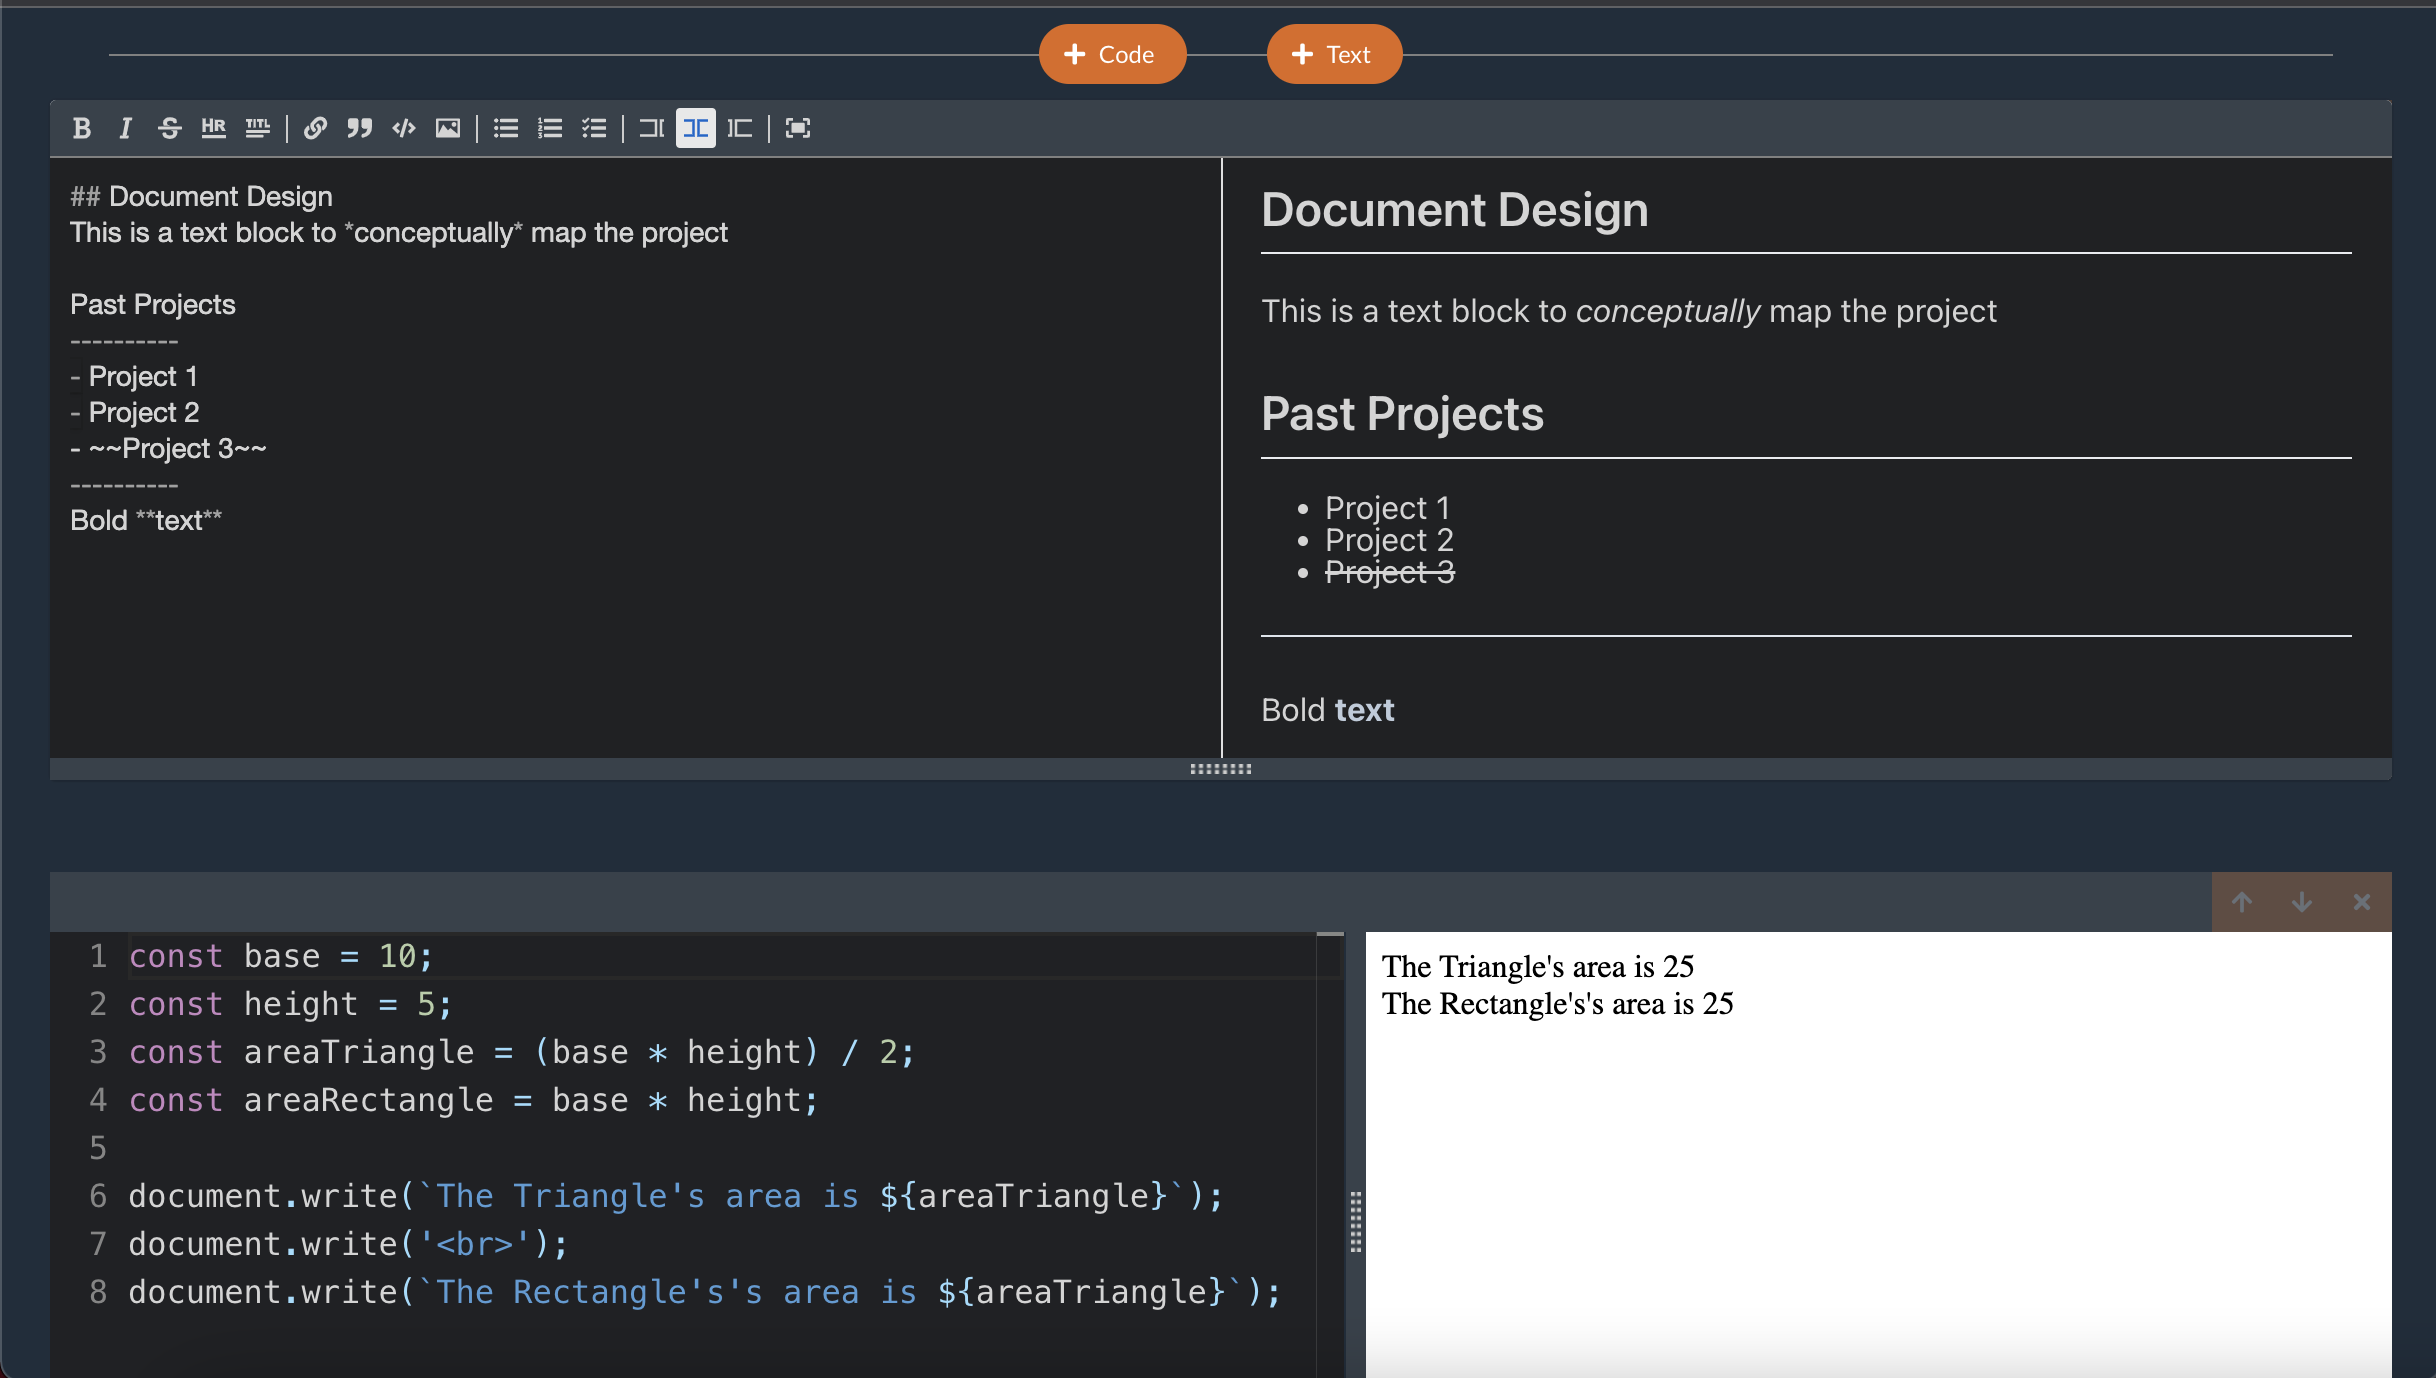 + Code
+ Text
B I S HR TITL
## Document Design
This is a text block to *conceptually* map the project
Past Projects
----------
- Project 1
- Project 2
- ~~Project 3~~
----------
Bold **text**
Document Design
This is a text block to conceptually map the project
Past Projects
• Project 1
• Project 2
• Project 3
Bold text
1 const base = 10;
2 const height = 5;
3 const areaTriangle = (base * height) / 2;
4 const areaRectangle = base * height;
5
6 document.write(`The Triangle's area is ${areaTriangle}`);
7 document.write('<br>');
8 document.write(`The Rectangle's's area is ${areaTriangle}`);
The Triangle's area is 25
The Rectangle's's area is 25